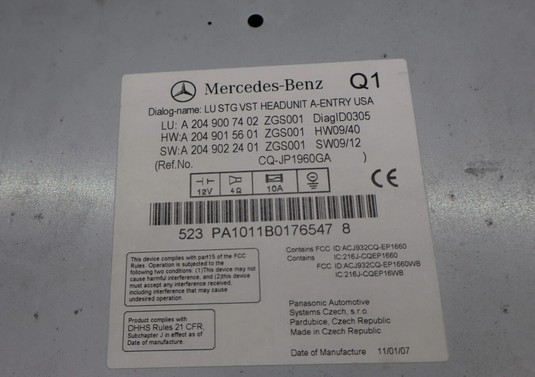 Mercedes-Benz Q1
Dialog-name: LU STG VST HEADUNIT A-ENTRY USA
LU: A 204 900 74 02 ZGS001 DiagID0305
HW: A 204 901 56 01 ZGS001 HW09/40
SW: A 204 902 24 01 ZGS001 SW09/12
(Ref.No. CQ-JP1960GA )
12V 4Ω 10A
CE
523 PA1011B0176547 8
This device complies with part15 of the FCC
Rules. Operation is subjected to the
following two conditions: (1)This device may not
cause harmful interference, and (2)this device
must accept any interference received,
including interference that may cause
undesired operation.
Contains FCC ID:ACJ932CQ-EP1660
IC:216J-CQEP1660
FCC ID:ACJ932CQ-EP1660WB
IC:216J-CQEP16WB
Product complies with
DHHS Rules 21 CFR,
Subchapter J in effect as of
Date of manufacture.
Panasonic Automotive
Systems Czech, s.r.o.
Pardubice, Czech Republic
Made in Czech Republic
Date of Manufacture 11/01/07